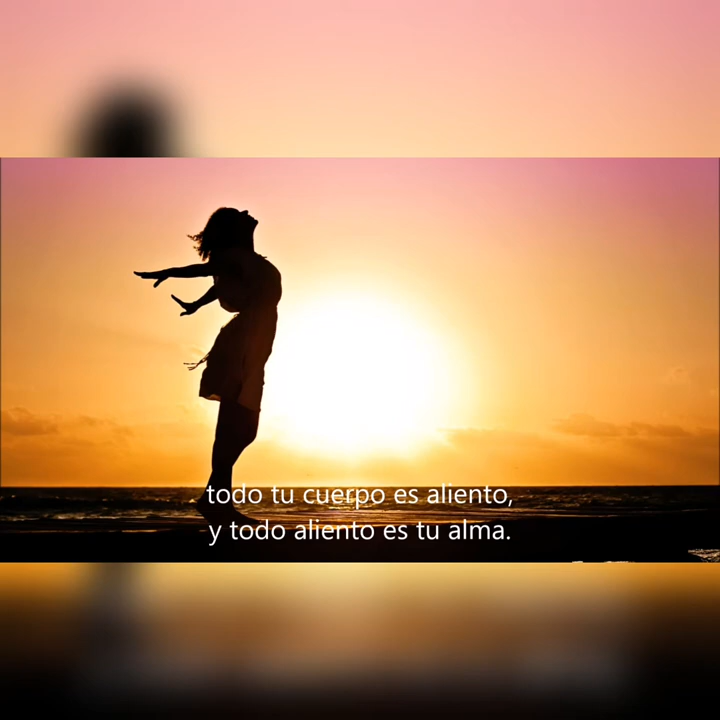 todo tu cuerpo es aliento,
y todo aliento es tu alma.